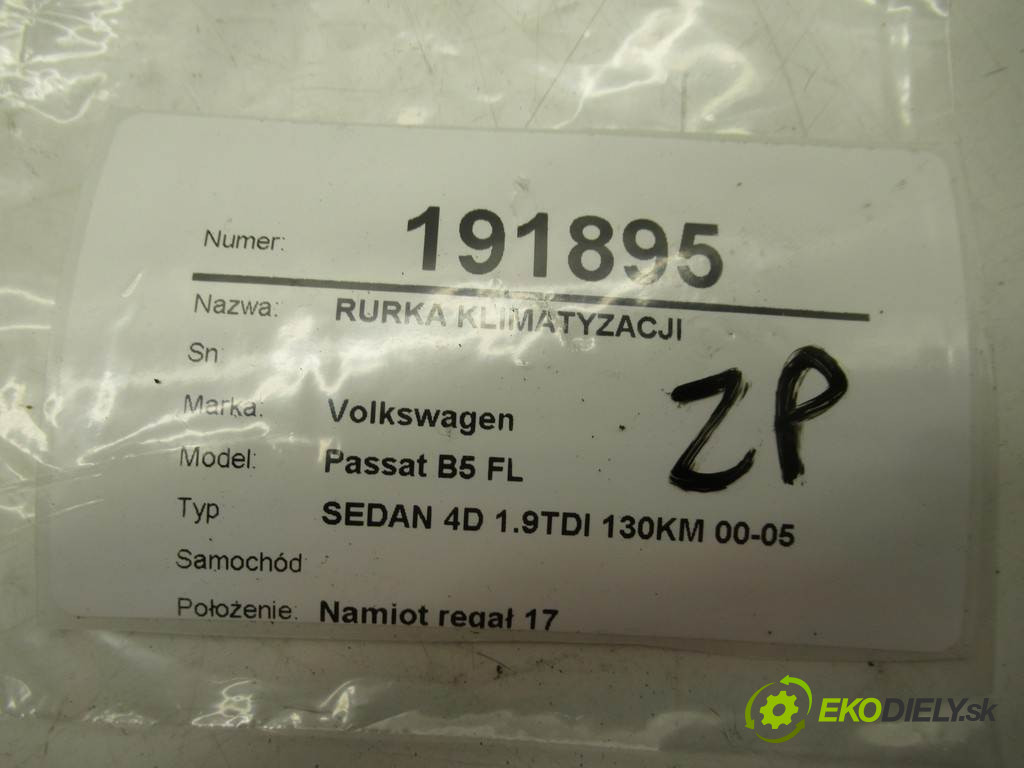 Numer: 191895
Nazwa: RURKA KLIMATYZACJI
Sn
Marka: Volkswagen
ZP
Model: Passat B5 FL
Typ SEDAN 4D 1.9TDI 130KM 00-05
Samochód
Położenie: Namiot regał 17
EKODIELY.sk